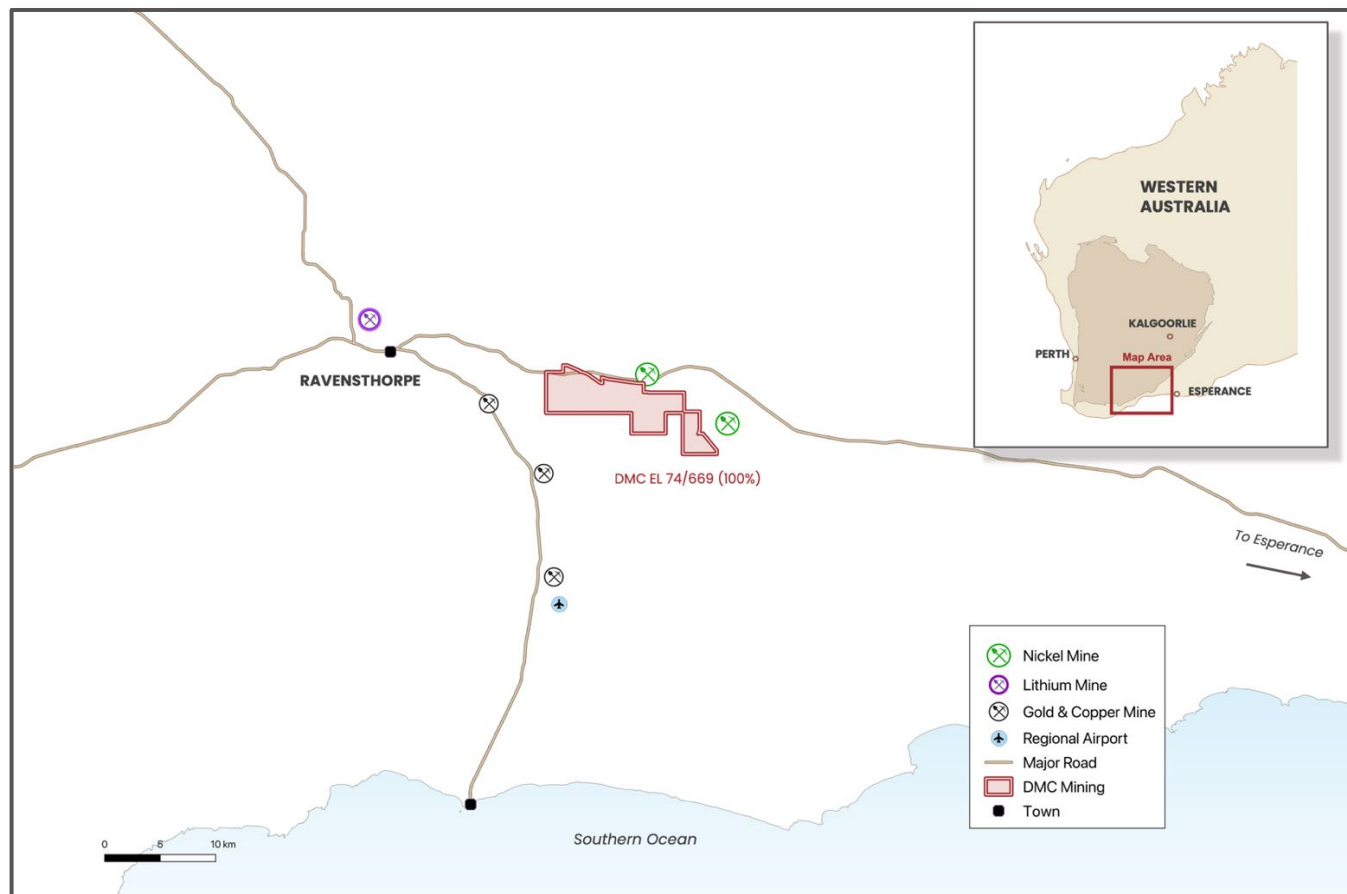 WESTERN
AUSTRALIA
KALGOORLIE
PERTH
Map Area
ESPERANCE
RAVENSTHORPE
DMC EL 74/669 (100%)
To Esperance
Nickel Mine
Lithium Mine
Gold & Copper Mine
Regional Airport
Major Road
DMC Mining
Town
Southern Ocean
0 5 10 km